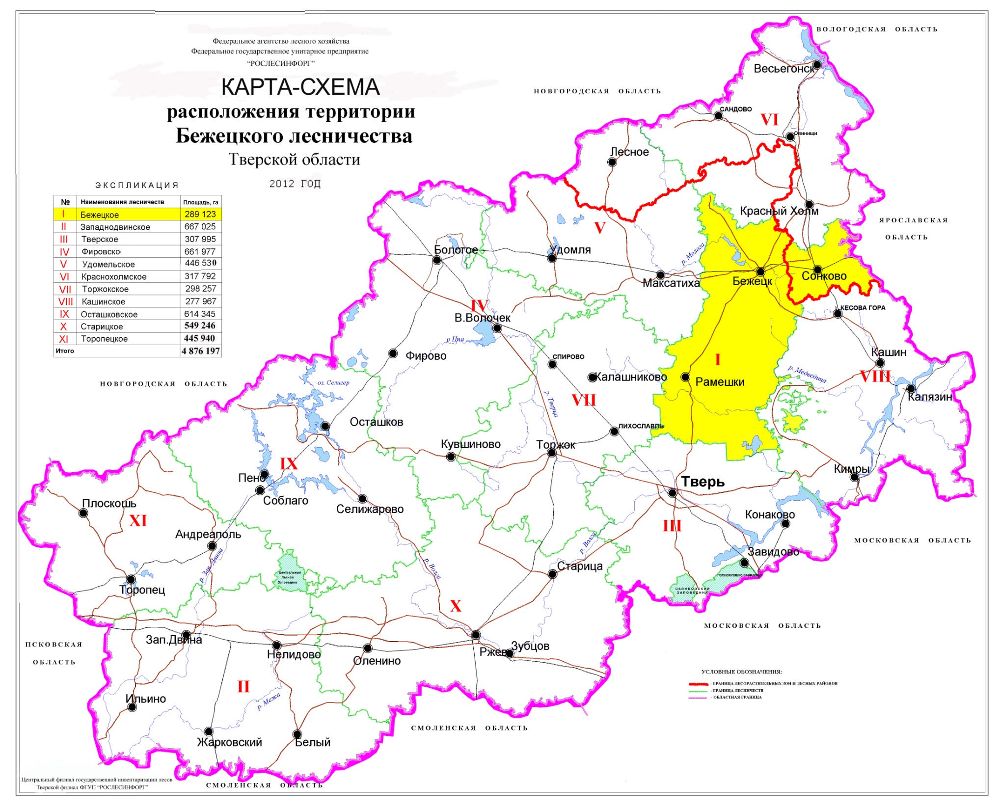 Федеральное агентство лесного хозяйства
Федеральное государственное унитарное предприятие
“РОСЛЕСИНФОРГ”
КАРТА-СХЕМА
расположения территории
Бежецкого лесничества
Тверской области
2012 ГОД
ЭКСПЛИКАЦИЯ
№ Наименования лесничеств Площадь, га
I Бежецкое 289 123
II Западнодвинское 667 025
III Тверское 307 995
IV Фировско 661 977
V Удомельское 446 530
VI Краснохолмское 317 792
VII Торжокское 298 257
VIII Кашинское 277 967
IX Осташковское 614 345
X Старицкое 549 246
XI Торопецкое 445 940
Итого 4 876 197
ВОЛОГОДСКАЯ ОБЛАСТЬ
Весьегонск
НОВГОРОДСКАЯ ОБЛАСТЬ
САНДОВО
VI
Овинищи
Лесное
Красный Холм
ЯРОСЛАВСКАЯ
ОБЛАСТЬ
V
Бологое
Удомля
р. Молога
Максатиха
Бежецк
Сонково
IV
В.Волочек
КЕСОВА ГОРА
р Цна
Фирово
СПИРОВО
I
Кашин
р. Медведица
VIII
Калашниково
Рамешки
НОВГОРОДСКАЯ ОБЛАСТЬ
оз. Селигер
р. Тверца
VII
Калязин
Осташков
ЛИХОСЛАВЛЬ
Кувшиново
Торжок
IX
Пено
Кимры
Тверь
Соблаго
Плоскошь
Селижарово
XI
Конаково
III
Андреаполь
МОСКОВСКАЯ ОБЛАСТЬ
р. Волга
Завидово
р. Зап. Двина
р. Волга
Старица
Центральный
Лесной
Заповедник
ГОСКОМПЛЕКС ЗАВИДОВО
ЗАВИДОВСКИЙ
ЗАПОВЕДНИК
Торопец
X
МОСКОВСКАЯ ОБЛАСТЬ
ПСКОВСКАЯ
ОБЛАСТЬ
Зап.Двина
Нелидово
Оленино
Ржев
Зубцов
УСЛОВНЫЕ ОБОЗНАЧЕНИЯ:
- ГРАНИЦА ЛЕСОРАСТИТЕЛЬНЫХ ЗОН И ЛЕСНЫХ РАЙОНОВ
- ГРАНИЦА ЛЕСНИЧЕСТВ
- ОБЛАСТНАЯ ГРАНИЦА
II
Ильино
р. Межа
СМОЛЕНСКАЯ ОБЛАСТЬ
Жарковский
Белый
Центральный филиал государственной инвентаризации лесов
Тверской филиал ФГУП “РОСЛЕСИНФОРГ”
СМОЛЕНСКАЯ ОБЛАСТЬ